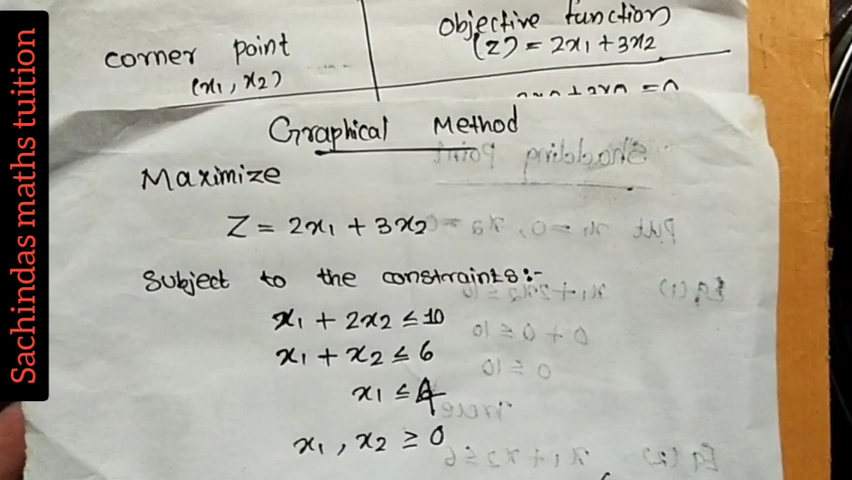 Sachindas maths tuition
corner point
(x1, x2)
objective function
(Z) = 2x1 + 3x2
Graphical Method
Maximize
Z = 2x1 + 3x2
Subject to the constraints:-
x1 + 2x2 ≤ 10
x1 + x2 ≤ 6
x1 ≤ 4
x1, x2 ≥ 0